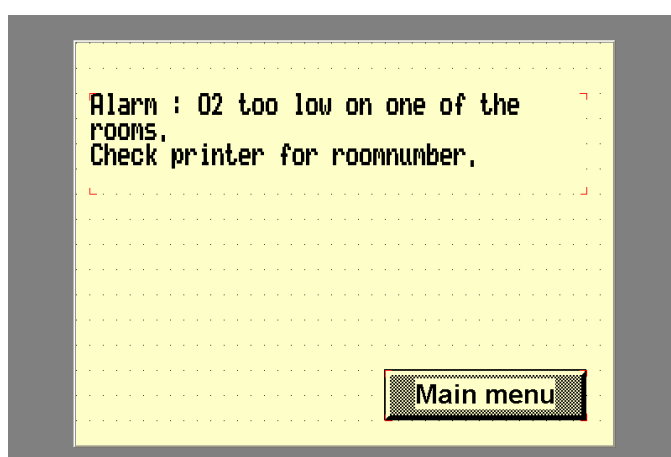 Alarm : O2 too low on one of the
rooms.
Check printer for roomnumber.
Main menu